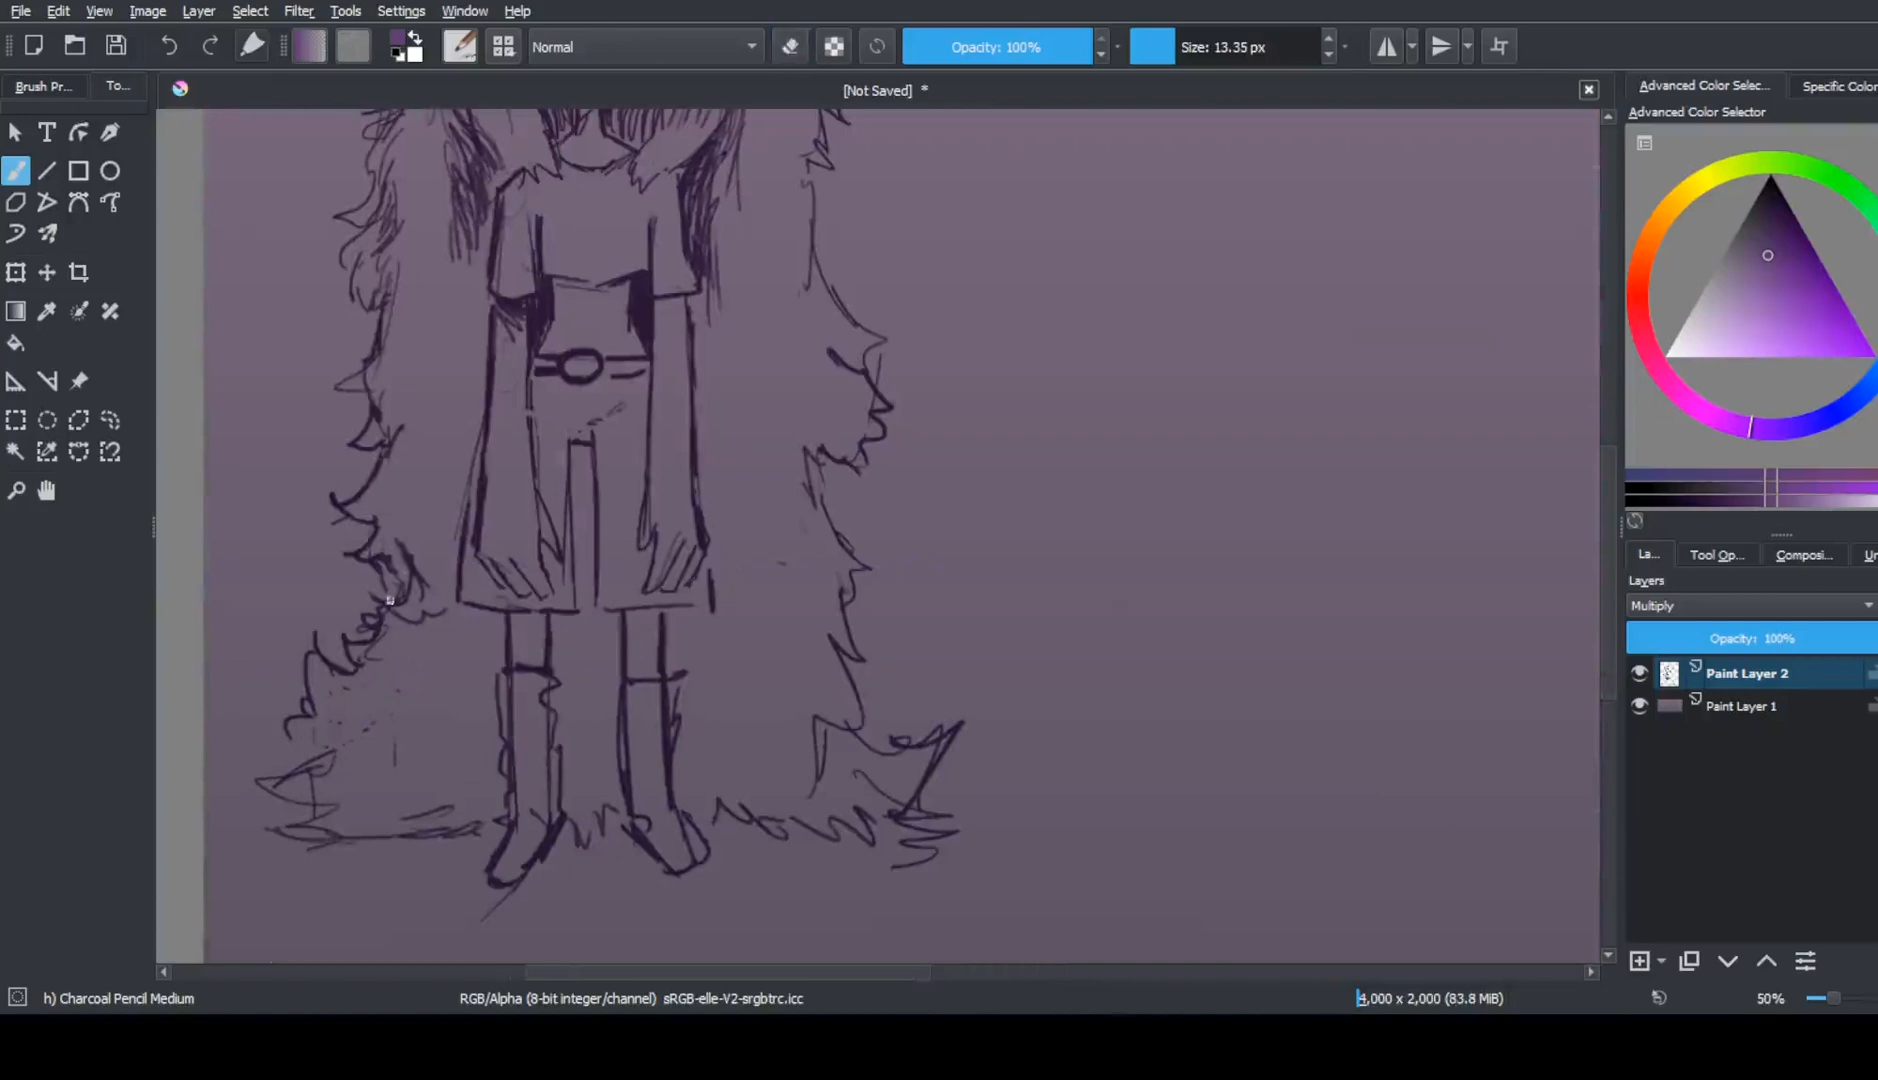 File Edit View Image Layer Select Filter Tools Settings Window Help
Normal Opacity: 100% Size: 13.35 px
Brush Pr... To... [Not Saved] * Advanced Color Selec... Specific Color
Advanced Color Selector
La... Tool Op... Composi... Un
Layers
Multiply
Opacity: 100%
Paint Layer 2
Paint Layer 1
h) Charcoal Pencil Medium RGB/Alpha (8-bit integer/channel) sRGB-elle-V2-srgbtrc.icc 4,000 x 2,000 (83.8 MiB) 50%